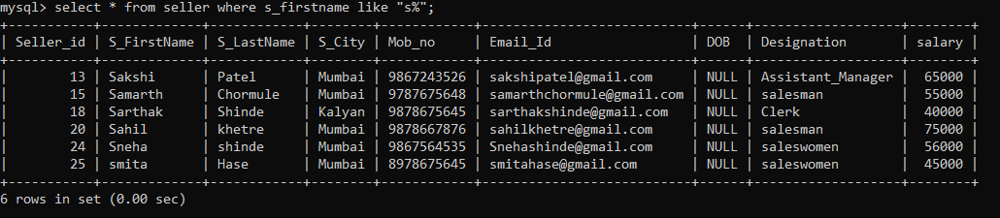 mysql> select * from seller where s_firstname like "s%";
+-----------+-------------+------------+--------+------------+--------------------------+------+-------------------+--------+
| Seller_id | S_FirstName | S_LastName | S_City | Mob_no     | Email_Id                 | DOB  | Designation       | salary |
+-----------+-------------+------------+--------+------------+--------------------------+------+-------------------+--------+
|        13 | Sakshi      | Patel      | Mumbai | 9867243526 | sakshipatel@gmail.com    | NULL | Assistant_Manager |  65000 |
|        15 | Samarth     | Chormule   | Mumbai | 9787675648 | samarthchormule@gmail.com | NULL | salesman          |  55000 |
|        18 | Sarthak     | Shinde     | Kalyan | 9878675645 | sarthakshinde@gmail.com  | NULL | Clerk             |  40000 |
|        20 | Sahil       | khetre     | Mumbai | 9878667876 | sahilkhetre@gmail.com    | NULL | salesman          |  75000 |
|        24 | Sneha       | shinde     | Mumbai | 9867564535 | Snehashinde@gmail.com    | NULL | saleswomen        |  56000 |
|        25 | smita       | Hase       | Mumbai | 8978675645 | smitahase@gmail.com      | NULL | saleswomen        |  45000 |
+-----------+-------------+------------+--------+------------+--------------------------+------+-------------------+--------+
6 rows in set (0.00 sec)